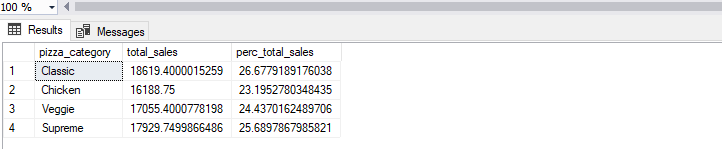 100 %
Results Messages
pizza_category total_sales perc_total_sales
1 Classic 18619.4000015259 26.6779189176038
2 Chicken 16188.75 23.1952780348435
3 Veggie 17055.4000778198 24.4370162489706
4 Supreme 17929.7499866486 25.6897867985821